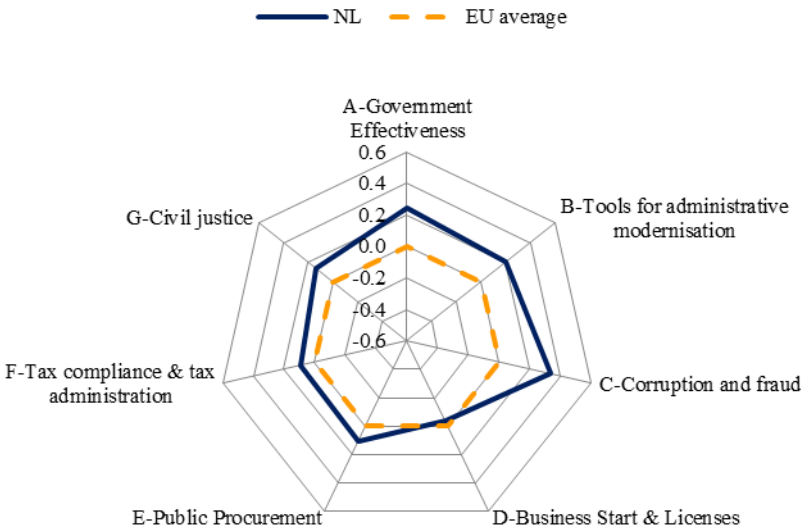 NL EU average
A-Government
Effectiveness
0.6
0.4
0.2
0.0
-0.2
-0.4
-0.6
B-Tools for administrative
modernisation
G-Civil justice
F-Tax compliance & tax
administration
C-Corruption and fraud
E-Public Procurement
D-Business Start & Licenses